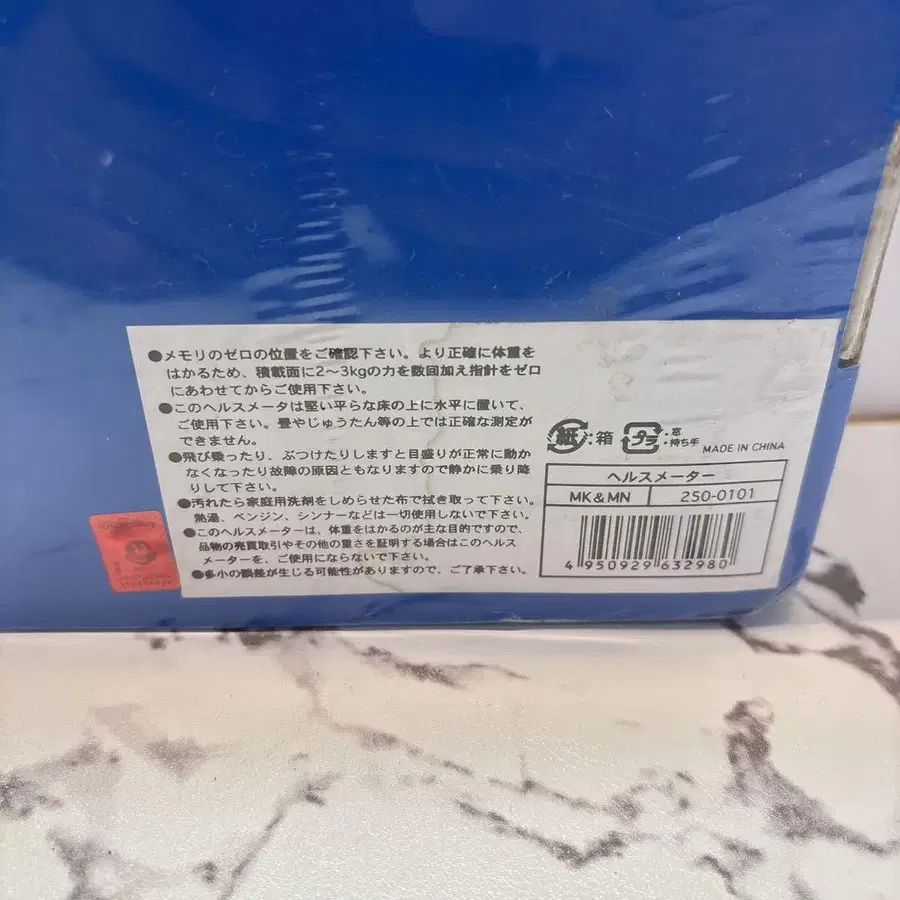 ●メモリのゼロの位置をご確認下さい。より正確に体重を
はかるため、積載面に2〜3kgの力を数回加え指針をゼロ
にあわせてからご使用下さい。
●このヘルスメータは堅い平らな床の上に水平に置いて、
ご使用下さい。畳やじゅうたん等の上では正確な測定が
できません。
●飛び乗ったり、ぶつけたりしますと目盛りが正常に動か
なくなったり故障の原因ともなりますので静かに乗り降
りして下さい。
●汚れたら家庭用洗剤をしめらせた布で拭き取って下さい。
熱湯、ベンジン、シンナーなどは一切使用しないで下さい。
●このヘルスメーターは、体重をはかるのが主な目的ですので、
品物の売買取引やその他の重さを証明する場合はこのヘルス
メーターを、ご使用にならないで下さい。
●多小の誤差が生じる可能性がありますので、ご了承下さい。
紙:箱 プラ:窓
:持ち手
MADE IN CHINA
ヘルスメーター
MK&MN 250-0101
4 950929 632980